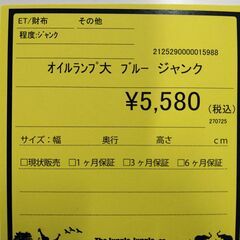 ET/財布 その他
程度:ジャンク
2125290000015988
オイルランプ大 ブルー ジャンク
¥5,580(税込)
270725
サイズ:幅 奥行 高さ cm
□現状販売 □1ヶ月保証 □3ヶ月保証 □6ヶ月保証
The Jungle Jungle